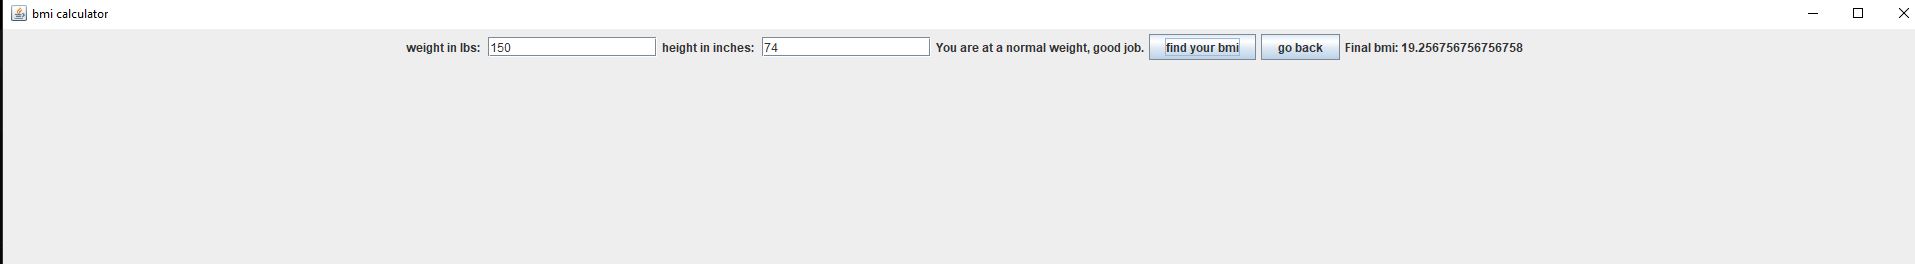 bmi calculator
weight in lbs: 150 height in inches: 74 You are at a normal weight, good job. find your bmi go back Final bmi: 19.256756756756758